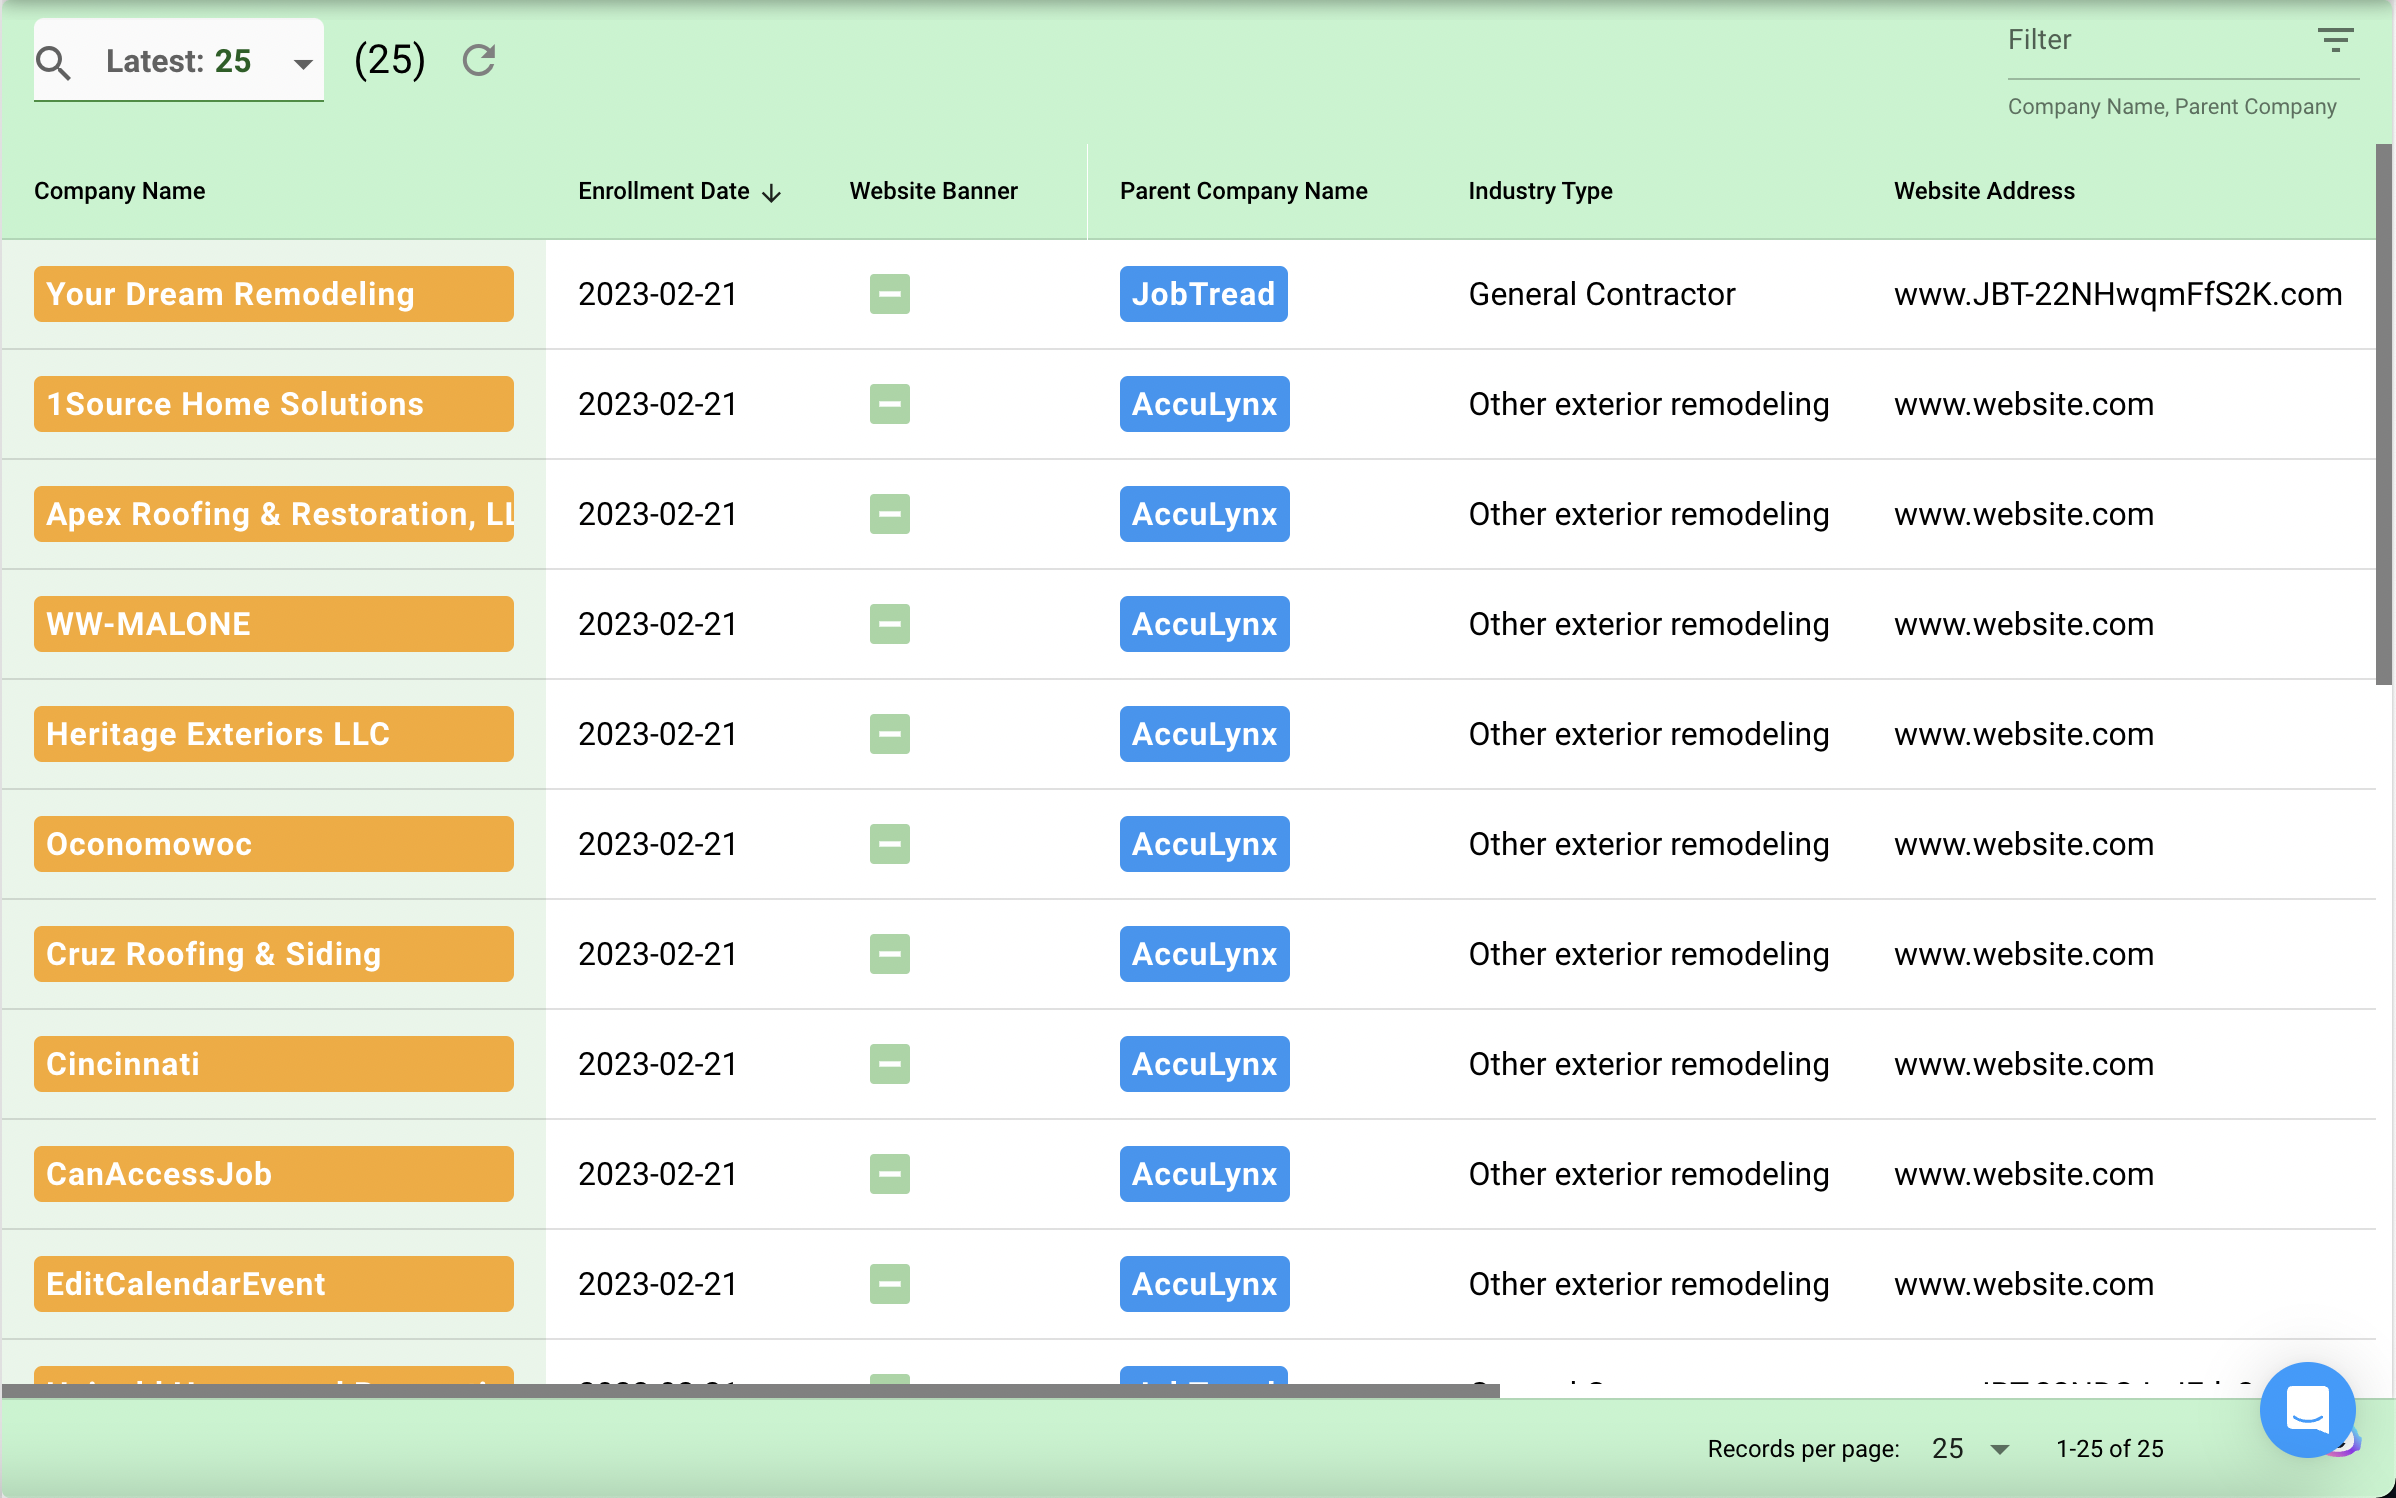 Latest: 25 (25)
Filter
Company Name, Parent Company
Company Name Enrollment Date Website Banner Parent Company Name Industry Type Website Address
Your Dream Remodeling 2023-02-21 JobTread General Contractor www.JBT-22NHwqmFfS2K.com
1Source Home Solutions 2023-02-21 AccuLynx Other exterior remodeling www.website.com
Apex Roofing & Restoration, LL 2023-02-21 AccuLynx Other exterior remodeling www.website.com
WW-MALONE 2023-02-21 AccuLynx Other exterior remodeling www.website.com
Heritage Exteriors LLC 2023-02-21 AccuLynx Other exterior remodeling www.website.com
Oconomowoc 2023-02-21 AccuLynx Other exterior remodeling www.website.com
Cruz Roofing & Siding 2023-02-21 AccuLynx Other exterior remodeling www.website.com
Cincinnati 2023-02-21 AccuLynx Other exterior remodeling www.website.com
CanAccessJob 2023-02-21 AccuLynx Other exterior remodeling www.website.com
EditCalendarEvent 2023-02-21 AccuLynx Other exterior remodeling www.website.com
Records per page: 25 1-25 of 25